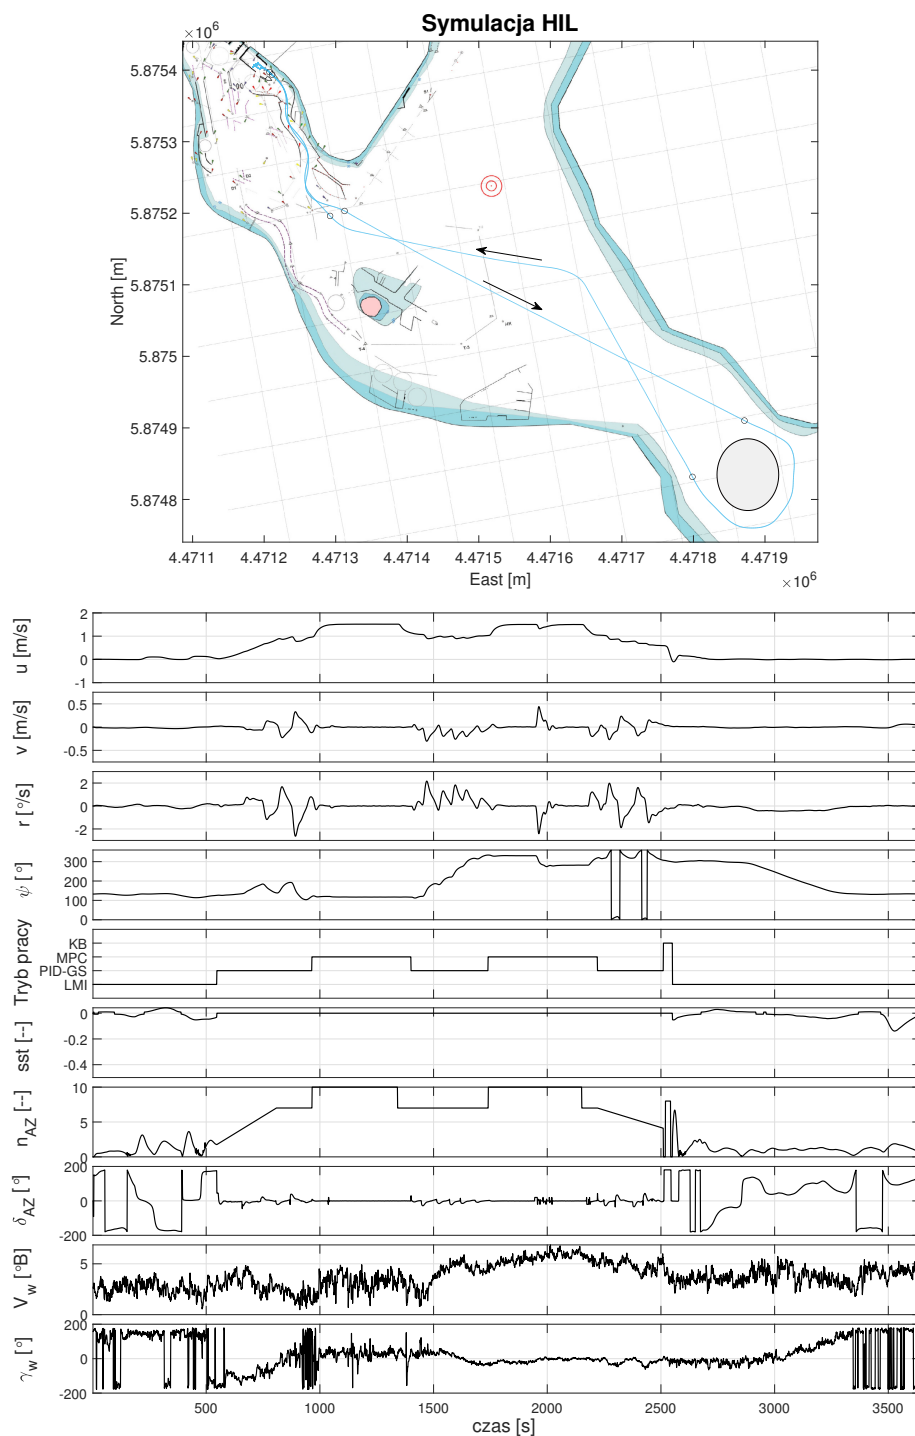 Symulacja HIL
×10⁶
5.8754
5.8753
5.8752
5.8751
5.875
5.8749
5.8748
North [m]
4.4711 4.4712 4.4713 4.4714 4.4715 4.4716 4.4717 4.4718 4.4719
East [m]
×10⁶
2
1
0
-1
u [m/s]
0.5
0
-0.5
v [m/s]
2
0
-2
r [°/s]
300
200
100
0
ψ [°]
KB
MPC
PID-GS
LMI
Tryb pracy
0
-0.2
-0.4
sst [--]
10
5
0
n_AZ [--]
200
0
-200
δ_AZ [°]
5
0
V_w [°B]
200
0
-200
γ_w [°]
500 1000 1500 2000 2500 3000 3500
czas [s]